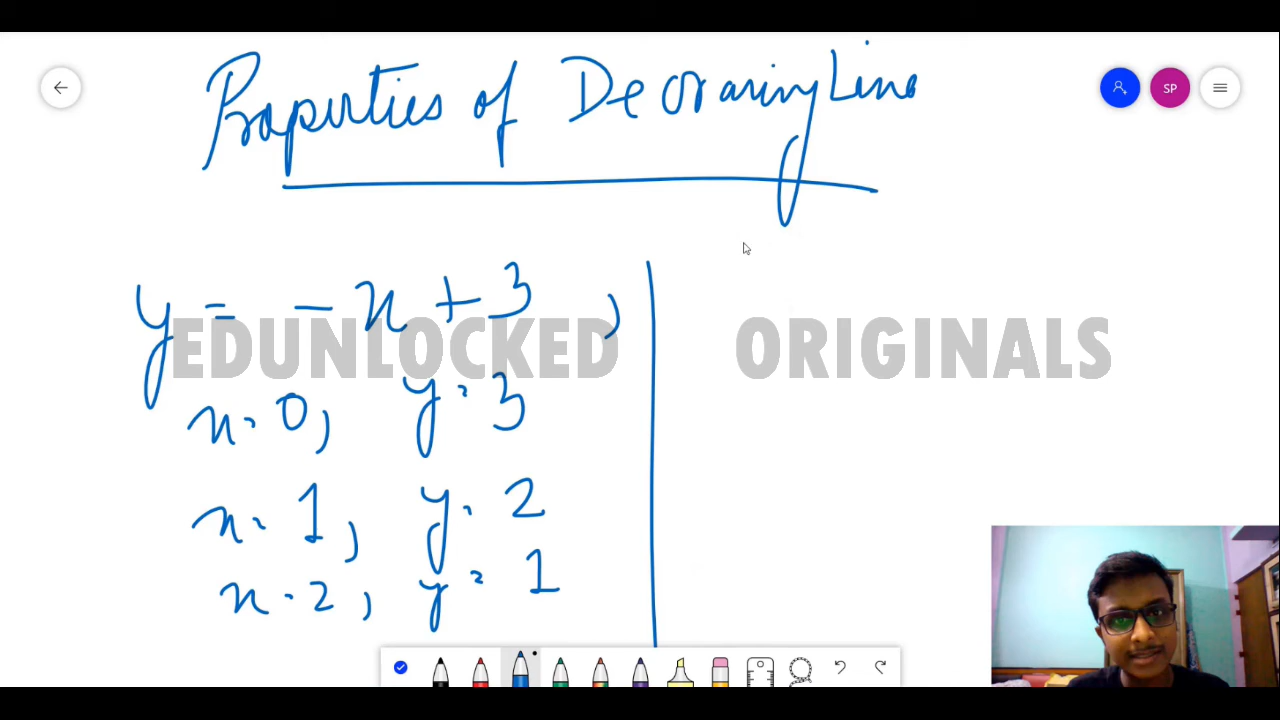 Properties of Decreasing Line
SP
y = - x + 3 ,
EDUNLOCKED ORIGINALS
x = 0, y = 3
x = 1, y = 2
x = 2, y = 1